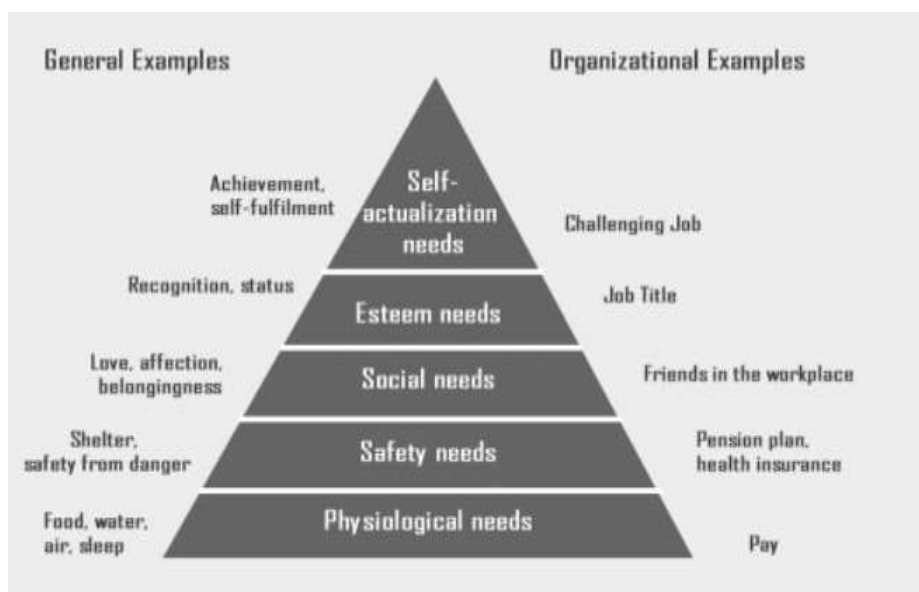 General Examples
Organizational Examples
Achievement,
self-fulfilment
Self-
actualization
needs
Challenging Job
Recognition, status
Esteem needs
Job Title
Love, affection,
belongingness
Social needs
Friends in the workplace
Shelter,
safety from danger
Safety needs
Pension plan,
health insurance
Food, water,
air, sleep
Physiological needs
Pay